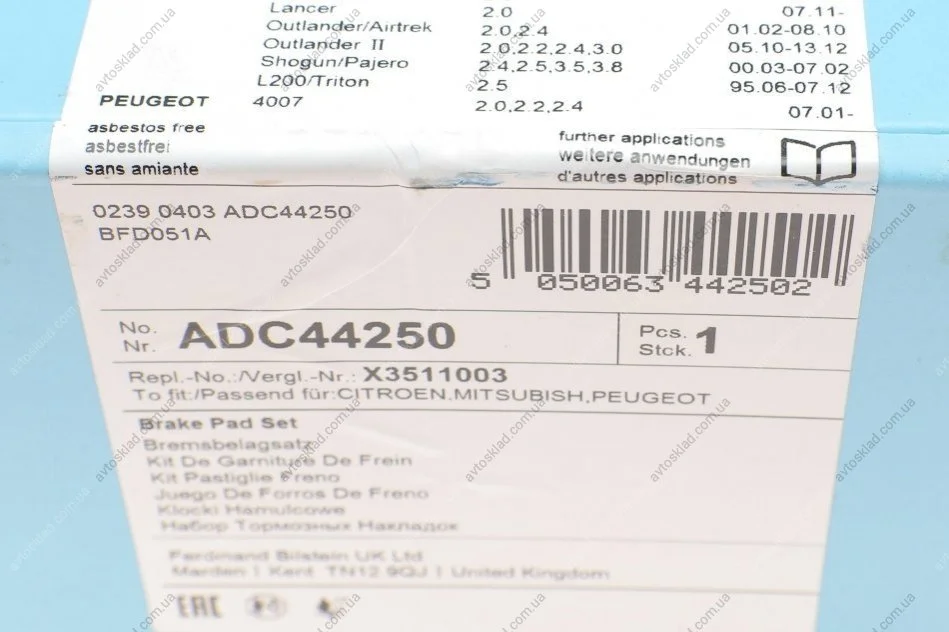 Lancer 2.0 07.11-
Outlander/Airtrek 2.0,2.4 01.02-08.10
Outlander II 2.0,2.2,2.4,3.0 05.10-13.12
Shogun/Pajero 2.4,2.5,3.5,3.8 00.03-07.02
L200/Triton 2.5 95.06-07.12
PEUGEOT 4007 2.0,2.2,2.4 07.01-
asbestos free
asbestfrei
sans amiante
further applications
weitere anwendungen
d'autres applications
0239 0403 ADC44250
BFD051A
5 050063 442502
No.
Nr. ADC44250
Pcs.
Stck. 1
Repl.-No.:/Vergl.-Nr.: X3511003
To fit:/Passend für:CITROEN,MITSUBISH,PEUGEOT
Brake Pad Set
Bremsbelagsatz
Kit De Garniture De Frein
Kit Pastiglie Freno
Juego De Forros De Freno
Klocki Hamulcowe
Набор Тормозных Накладок
Ferdinand Bilstein UK Ltd
Marden | Kent TN12 9QJ | United Kingdom
EAC
avtosklad.com.ua